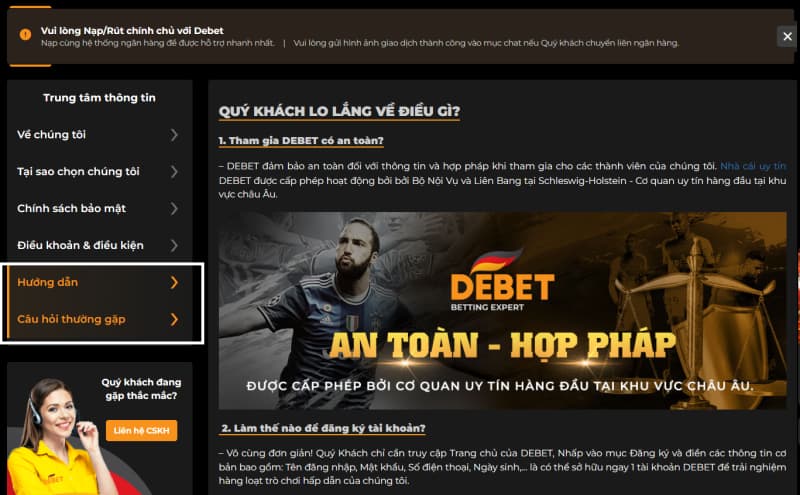 Vui lòng Nạp/Rút chính chủ với Debet
Nạp cùng hệ thống ngân hàng để được hỗ trợ nhanh nhất. | Vui lòng gửi hình ảnh giao dịch thành công vào mục chat nếu Quý khách chuyển liên ngân hàng.
Trung tâm thông tin
Về chúng tôi
Tại sao chọn chúng tôi
Chính sách bảo mật
Điều khoản & điều kiện
Hướng dẫn
Câu hỏi thường gặp
Quý khách đang
gặp thắc mắc?
Liên hệ CSKH
QUÝ KHÁCH LO LẮNG VỀ ĐIỀU GÌ?
1. Tham gia DEBET có an toàn?
– DEBET đảm bảo an toàn đối với thông tin và hợp pháp khi tham gia cho các thành viên của chúng tôi. Nhà cái uy tín
DEBET được cấp phép hoạt động bởi bởi Bộ Nội Vụ và Liên Bang tại Schleswig-Holstein - Cơ quan uy tín hàng đầu tại khu
vực châu Âu.
DEBET
BETTING EXPERT
AN TOÀN - HỢP PHÁP
ĐƯỢC CẤP PHÉP BỞI CƠ QUAN UY TÍN HÀNG ĐẦU TẠI KHU VỰC CHÂU ÂU.
2. Làm thế nào để đăng ký tài khoản?
– Vô cùng đơn giản! Quý Khách chỉ cần truy cập Trang chủ của DEBET, Nhấp vào mục Đăng ký và điền các thông tin cơ
bản bao gồm: Tên đăng nhập, Mật khẩu, Số điện thoại, Ngày sinh,... là có thể sở hữu ngay 1 tài khoản DEBET để trải nghiệm
hàng loạt trò chơi hấp dẫn của chúng tôi.